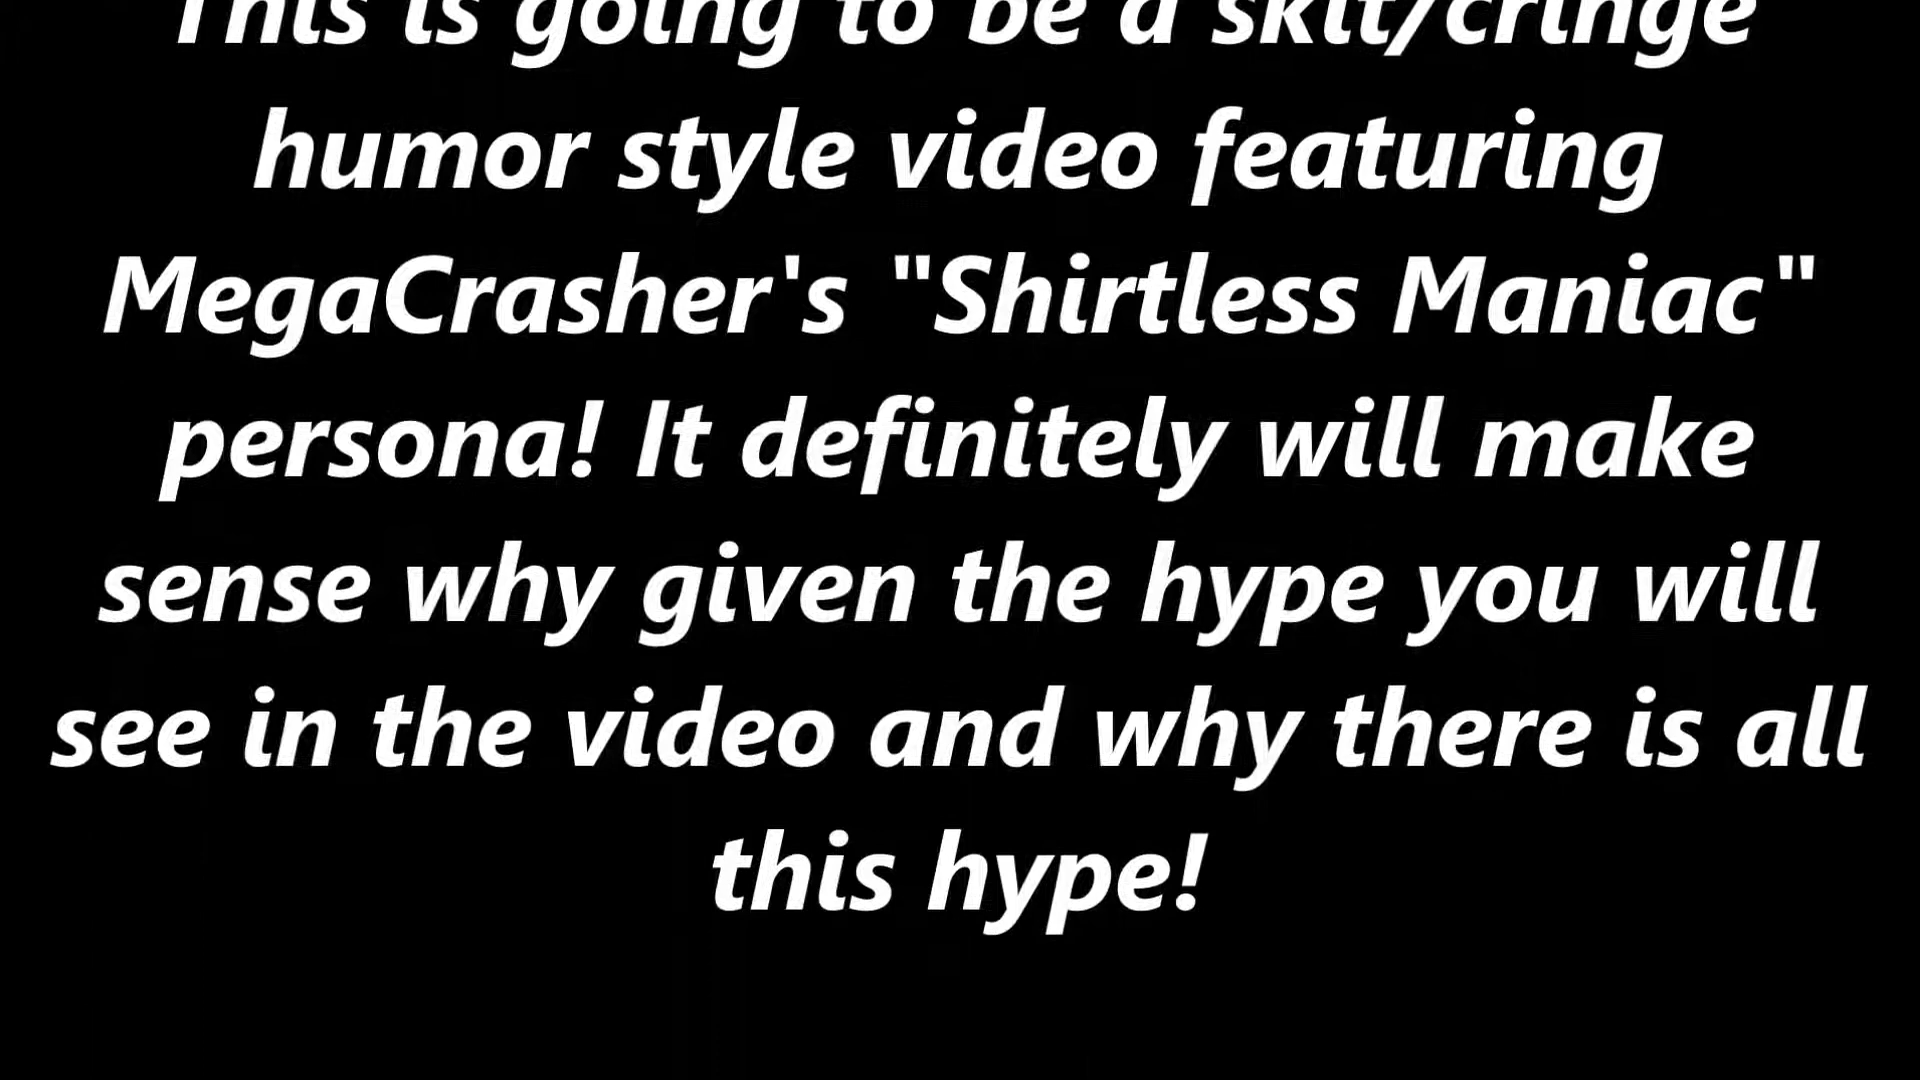 This is going to be a skit/cringe
humor style video featuring
MegaCrasher's "Shirtless Maniac"
persona! It definitely will make
sense why given the hype you will
see in the video and why there is all
this hype!